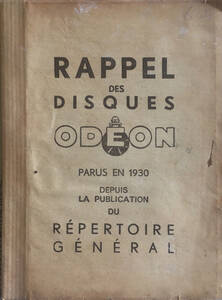 RAPPEL
DES
DISQUES
ODEON
PARUS EN 1930
DEPUIS
LA PUBLICATION
DU
RÉPERTOIRE
GÉNÉRAL